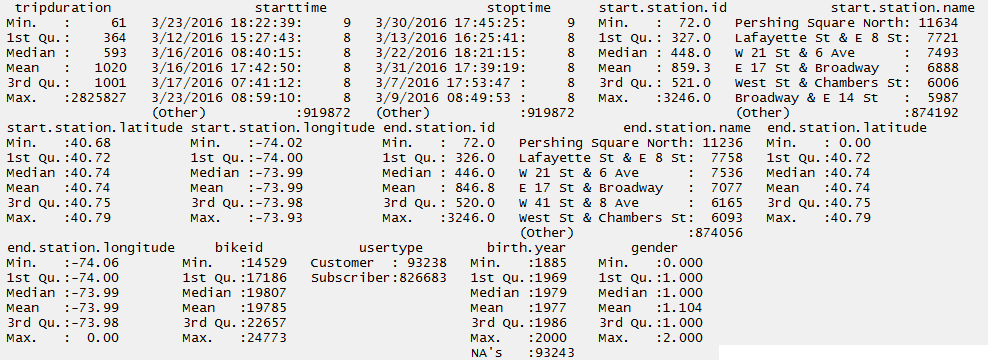 tripduration starttime stoptime start.station.id start.station.name
Min. : 61 3/23/2016 18:22:39: 9 3/30/2016 17:45:25: 9 Min. : 72.0 Pershing Square North: 11634
1st Qu.: 364 3/12/2016 15:27:43: 8 3/13/2016 16:25:41: 8 1st Qu.: 327.0 Lafayette St & E 8 St: 7721
Median : 593 3/16/2016 08:40:15: 8 3/22/2016 18:21:15: 8 Median : 448.0 W 21 St & 6 Ave : 7493
Mean : 1020 3/16/2016 17:42:50: 8 3/31/2016 17:39:19: 8 Mean : 859.3 E 17 St & Broadway : 6888
3rd Qu.: 1001 3/17/2016 07:41:12: 8 3/7/2016 17:53:47 : 8 3rd Qu.: 521.0 West St & Chambers St: 6006
Max. :2825827 3/23/2016 08:59:10: 8 3/9/2016 08:49:53 : 8 Max. :3246.0 Broadway & E 14 St : 5987
(Other) :919872 (Other) :919872 (Other) :874192
start.station.latitude start.station.longitude end.station.id end.station.name end.station.latitude
Min. :40.68 Min. :-74.02 Min. : 72.0 Pershing Square North: 11236 Min. : 0.00
1st Qu.:40.72 1st Qu.:-74.00 1st Qu.: 326.0 Lafayette St & E 8 St: 7758 1st Qu.:40.72
Median :40.74 Median :-73.99 Median : 446.0 W 21 St & 6 Ave : 7536 Median :40.74
Mean :40.74 Mean :-73.99 Mean : 846.8 E 17 St & Broadway : 7077 Mean :40.74
3rd Qu.:40.75 3rd Qu.:-73.98 3rd Qu.: 520.0 W 41 St & 8 Ave : 6165 3rd Qu.:40.75
Max. :40.79 Max. :-73.93 Max. :3246.0 West St & Chambers St: 6093 Max. :40.79
(Other) :874056
end.station.longitude bikeid usertype birth.year gender
Min. :-74.06 Min. :14529 Customer : 93238 Min. :1885 Min. :0.000
1st Qu.:-74.00 1st Qu.:17186 Subscriber:826683 1st Qu.:1969 1st Qu.:1.000
Median :-73.99 Median :19807 Median :1979 Median :1.000
Mean :-73.99 Mean :19785 Mean :1977 Mean :1.104
3rd Qu.:-73.98 3rd Qu.:22657 3rd Qu.:1986 3rd Qu.:1.000
Max. : 0.00 Max. :24773 Max. :2000 Max. :2.000
NA's :93243